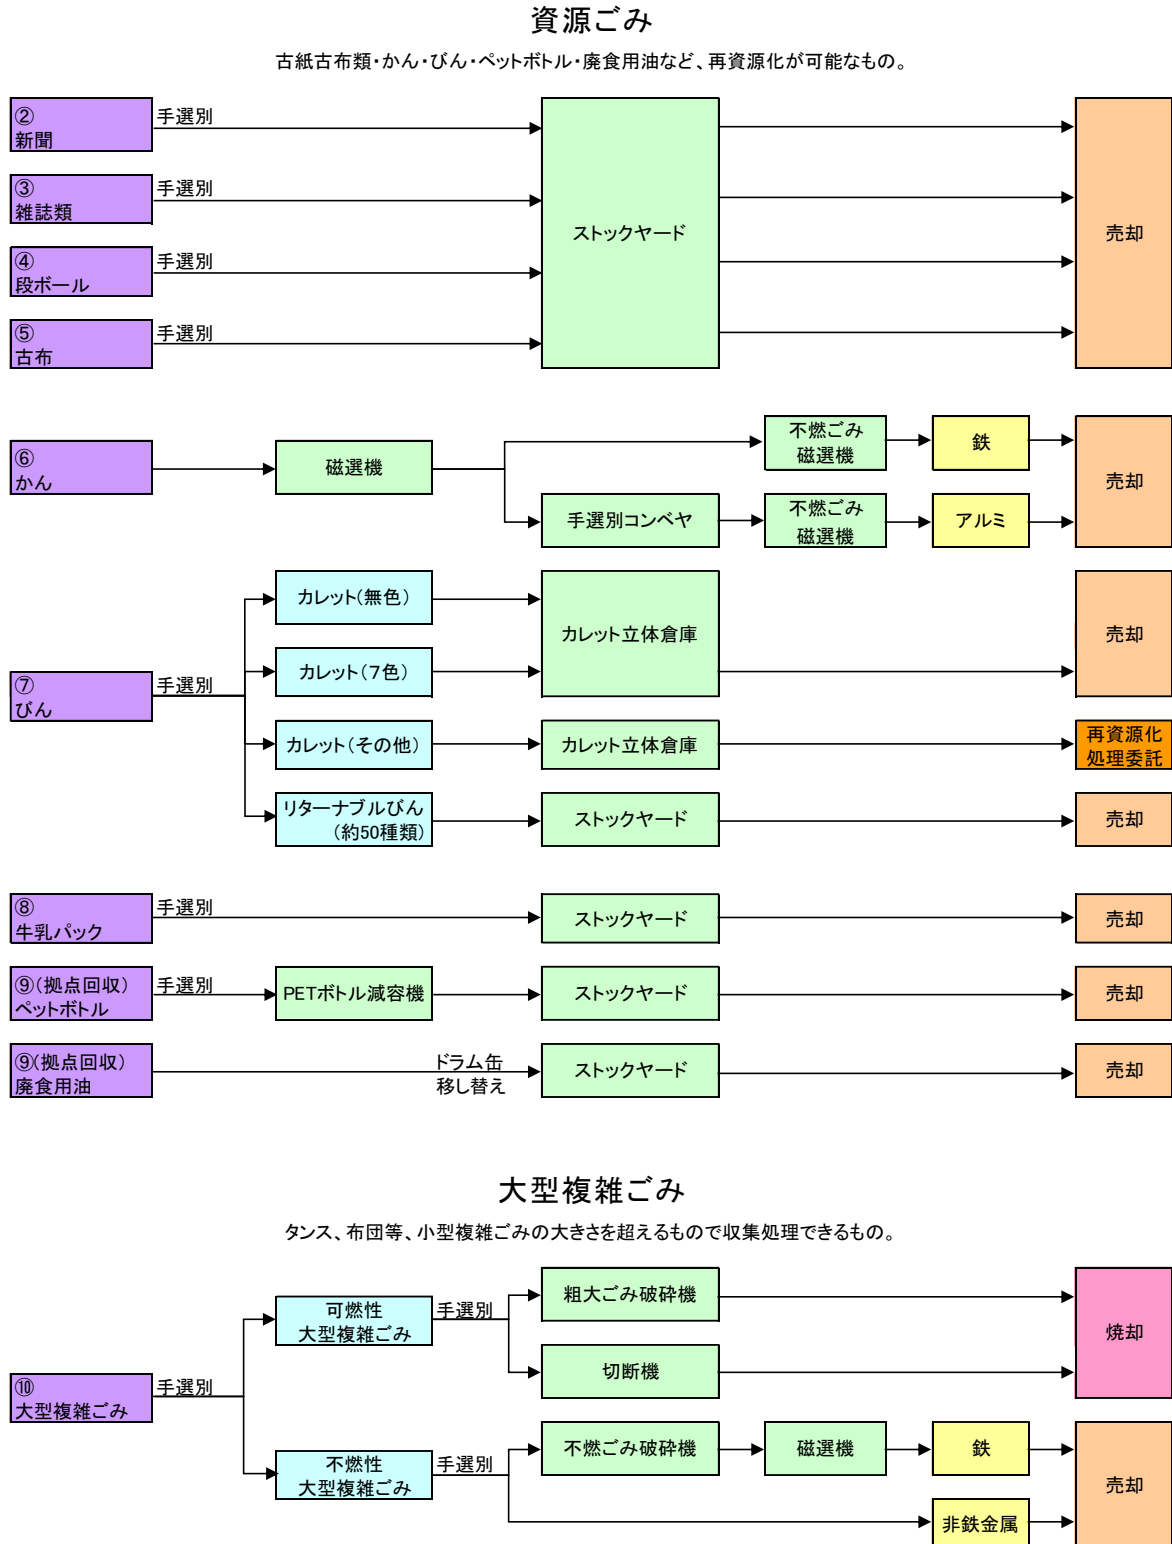 資源ごみ
古紙古布類・かん・びん・ペットボトル・廃食用油など、再資源化が可能なもの。
②
新聞
手選別
③
雑誌類
手選別
④
段ボール
手選別
⑤
古布
手選別
ストックヤード
売却
⑥
かん
磁選機
不燃ごみ
磁選機
鉄
手選別コンベヤ
不燃ごみ
磁選機
アルミ
売却
⑦
びん
手選別
カレット(無色)
カレット(7色)
カレット立体倉庫
売却
カレット(その他)
カレット立体倉庫
再資源化
処理委託
リターナブルびん
(約50種類)
ストックヤード
売却
⑧
牛乳パック
手選別
ストックヤード
売却
⑨(拠点回収)
ペットボトル
手選別
PETボトル減容機
ストックヤード
売却
⑨(拠点回収)
廃食用油
ドラム缶
移し替え
ストックヤード
売却
大型複雑ごみ
タンス、布団等、小型複雑ごみの大きさを超えるもので収集処理できるもの。
⑩
大型複雑ごみ
手選別
可燃性
大型複雑ごみ
手選別
粗大ごみ破砕機
切断機
焼却
不燃性
大型複雑ごみ
手選別
不燃ごみ破砕機
磁選機
鉄
非鉄金属
売却